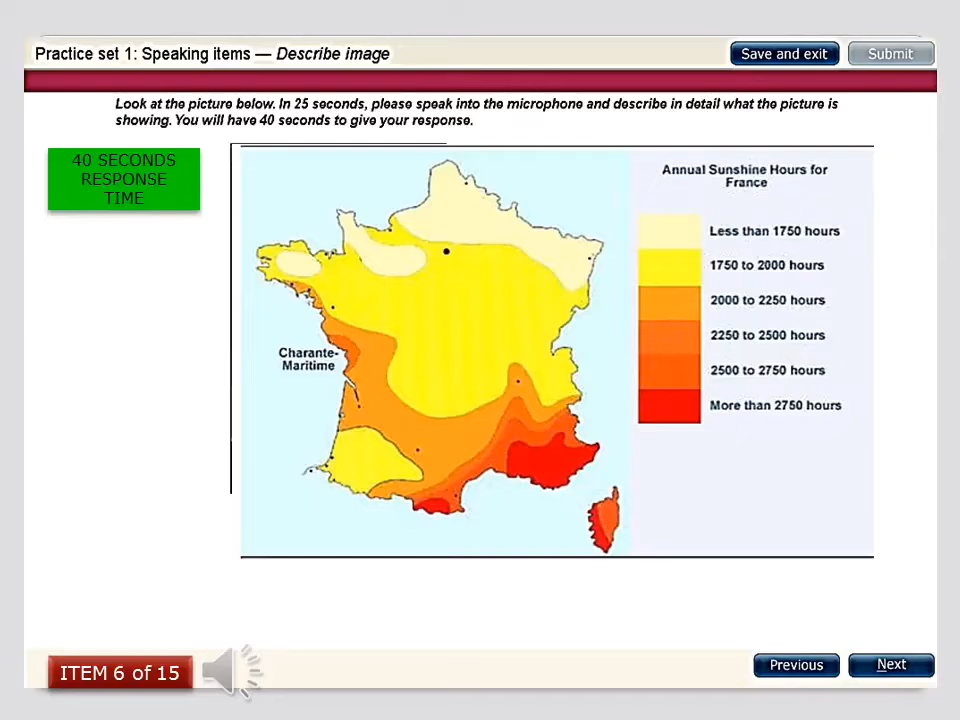 Practice set 1: Speaking items — Describe image
Save and exit
Submit
Look at the picture below. In 25 seconds, please speak into the microphone and describe in detail what the picture is
showing. You will have 40 seconds to give your response.
40 SECONDS
RESPONSE
TIME
Annual Sunshine Hours for
France
Less than 1750 hours
1750 to 2000 hours
2000 to 2250 hours
2250 to 2500 hours
2500 to 2750 hours
More than 2750 hours
Charante-
Maritime
ITEM 6 of 15
Previous
Next